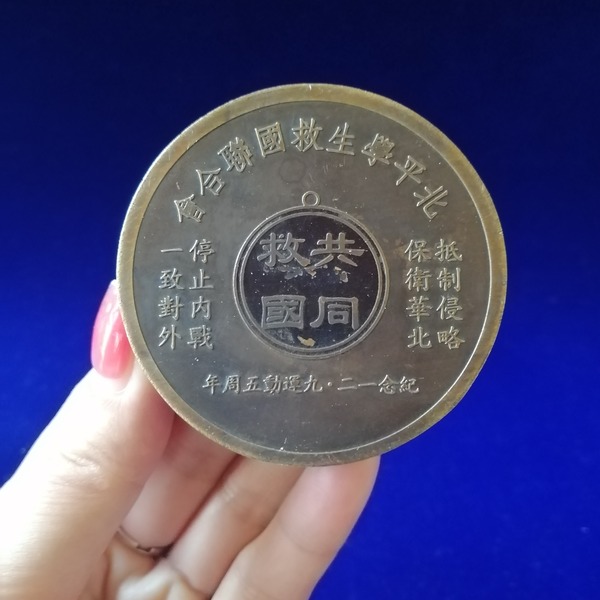 北平學生救國聯合會
抵制侵略
保衛華北
共同
救國
停止內戰
一致對外
紀念一二·九運動五周年